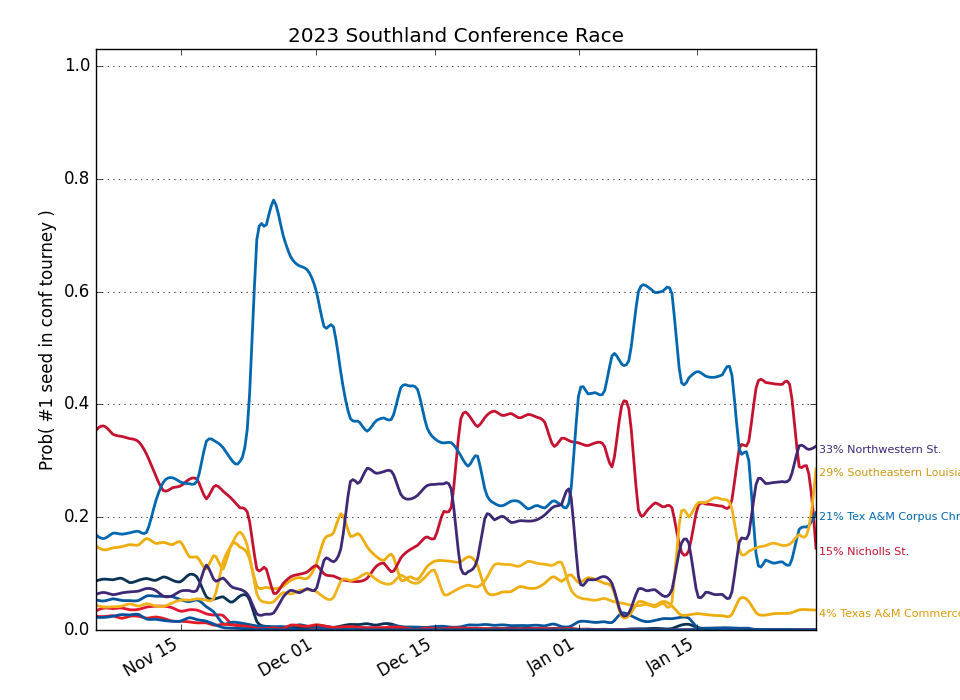 2023 Southland Conference Race
Prob( #1 seed in conf tourney )
1.0
0.8
0.6
0.4
0.2
0.0
Nov 15
Dec 01
Dec 15
Jan 01
Jan 15
33% Northwestern St.
29% Southeastern Louisia
21% Tex A&M Corpus Chr
15% Nicholls St.
4% Texas A&M Commerce